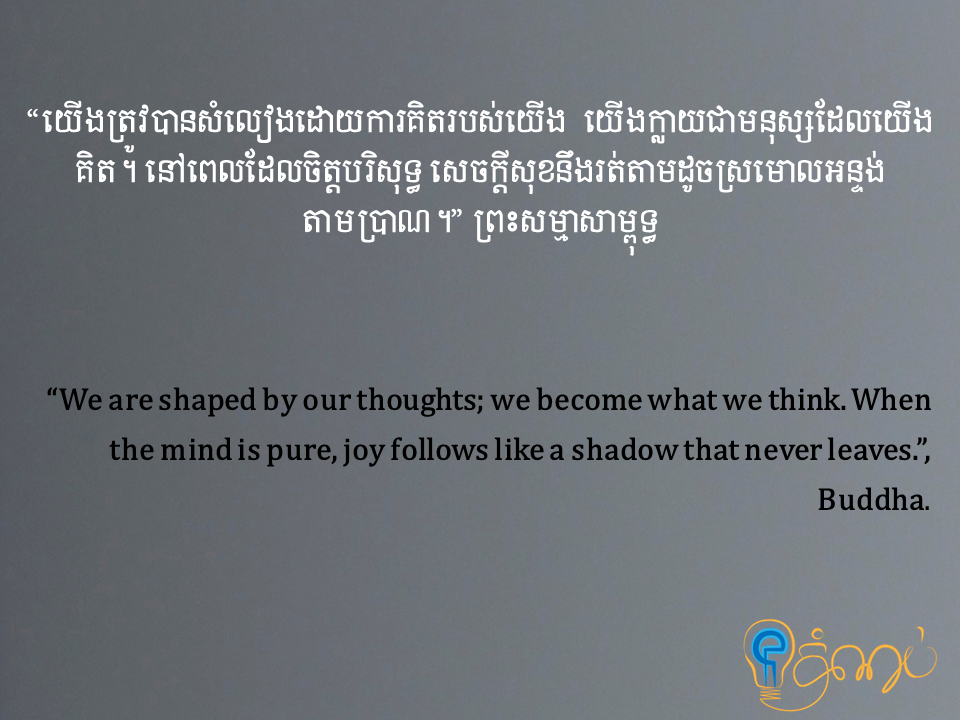 “យើងត្រូវបានសំលៀងដោយការគិតរបស់យើង យើងក្លាយជាមនុស្សដែលយើង
គិត។ នៅពេលដែលចិត្តបរិសុទ្ធ សេចក្តីសុខនឹងរត់តាមដូចស្រមោលអន្ទង់
តាមប្រាណ។” ព្រះសម្មាសាម្ពុទ្ធ
“We are shaped by our thoughts; we become what we think. When
the mind is pure, joy follows like a shadow that never leaves.”,
Buddha.